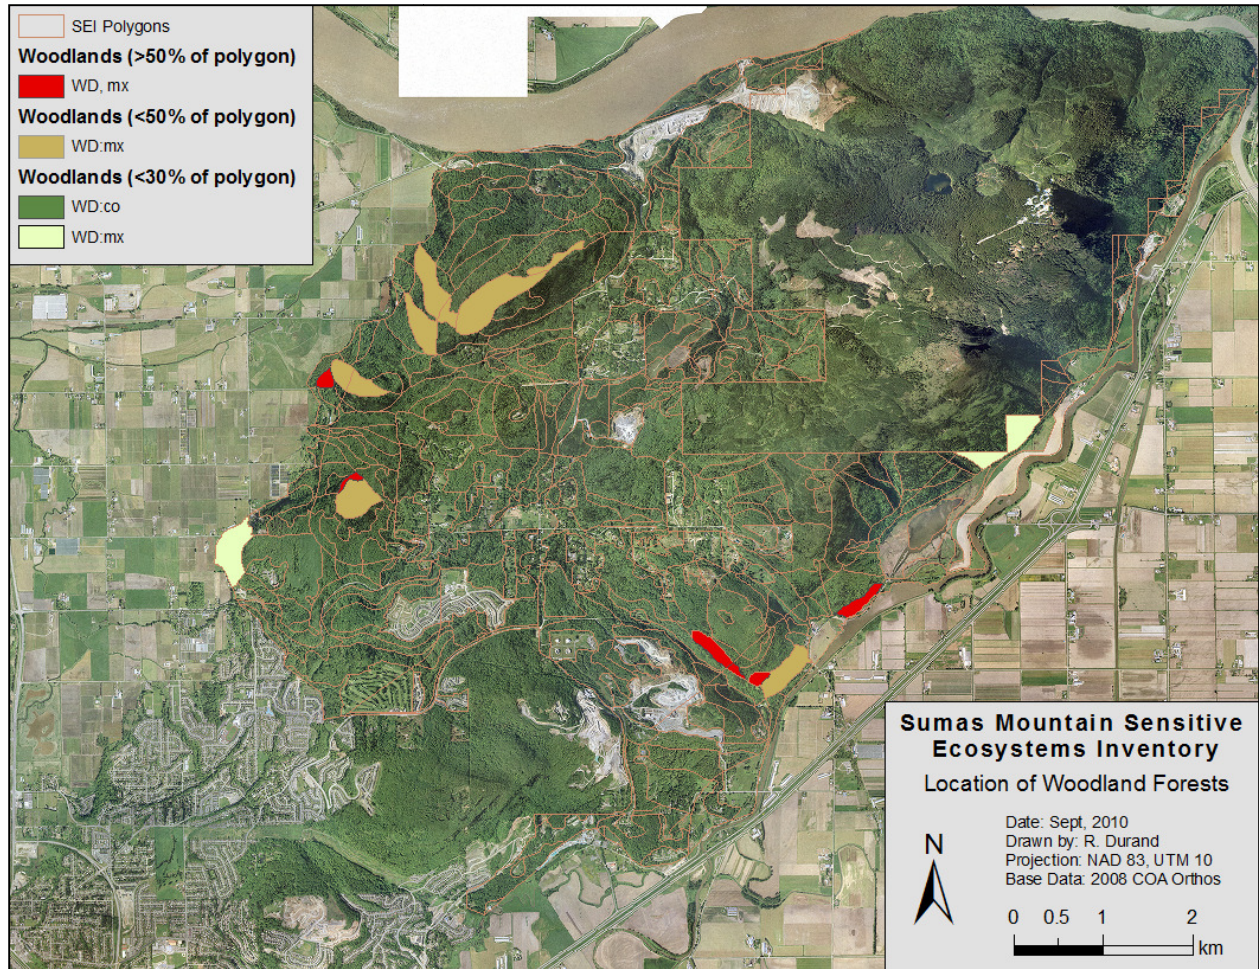 SEI Polygons
Woodlands (>50% of polygon)
WD, mx
Woodlands (<50% of polygon)
WD:mx
Woodlands (<30% of polygon)
WD:co
WD:mx
Sumas Mountain Sensitive
Ecosystems Inventory
Location of Woodland Forests
Date: Sept, 2010
Drawn by: R. Durand
Projection: NAD 83, UTM 10
Base Data: 2008 COA Orthos
N
0 0.5 1 2
km